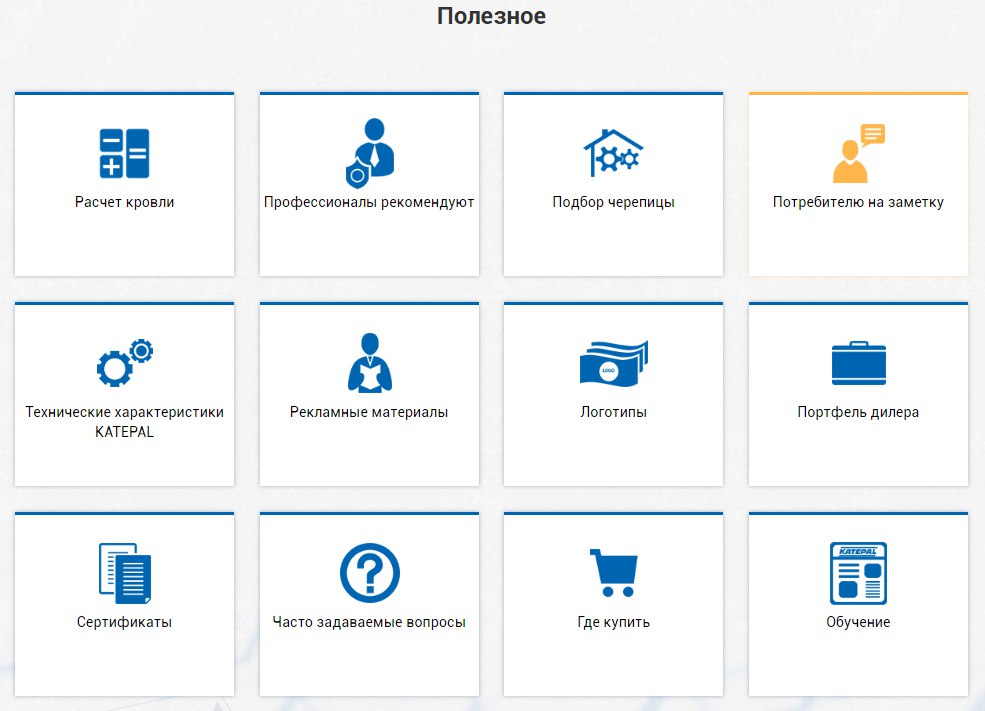 Полезное
Расчет кровли
Профессионалы рекомендуют
Подбор черепицы
Потребителю на заметку
Технические характеристики
KATEPAL
Рекламные материалы
LOGO
Логотипы
Портфель дилера
Сертификаты
Часто задаваемые вопросы
Где купить
KATEPAL
Обучение